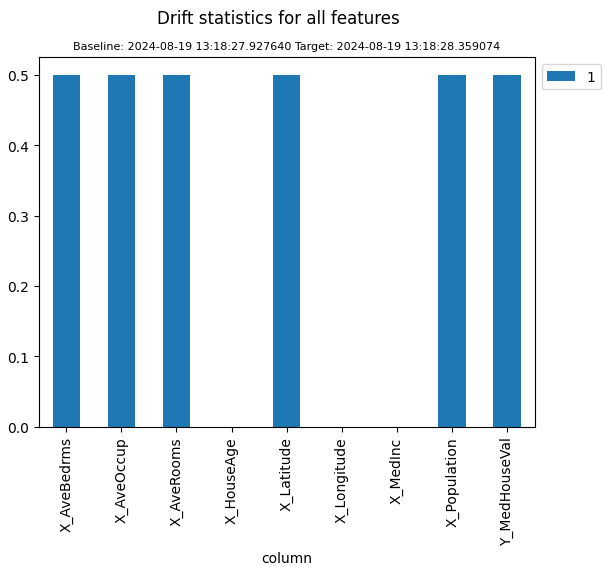 Drift statistics for all features
Baseline: 2024-08-19 13:18:27.927640 Target: 2024-08-19 13:18:28.359074
1
0.5
0.4
0.3
0.2
0.1
0.0
X_AveBedrms
X_AveOccup
X_AveRooms
X_HouseAge
X_Latitude
X_Longitude
X_MedInc
X_Population
Y_MedHouseVal
column